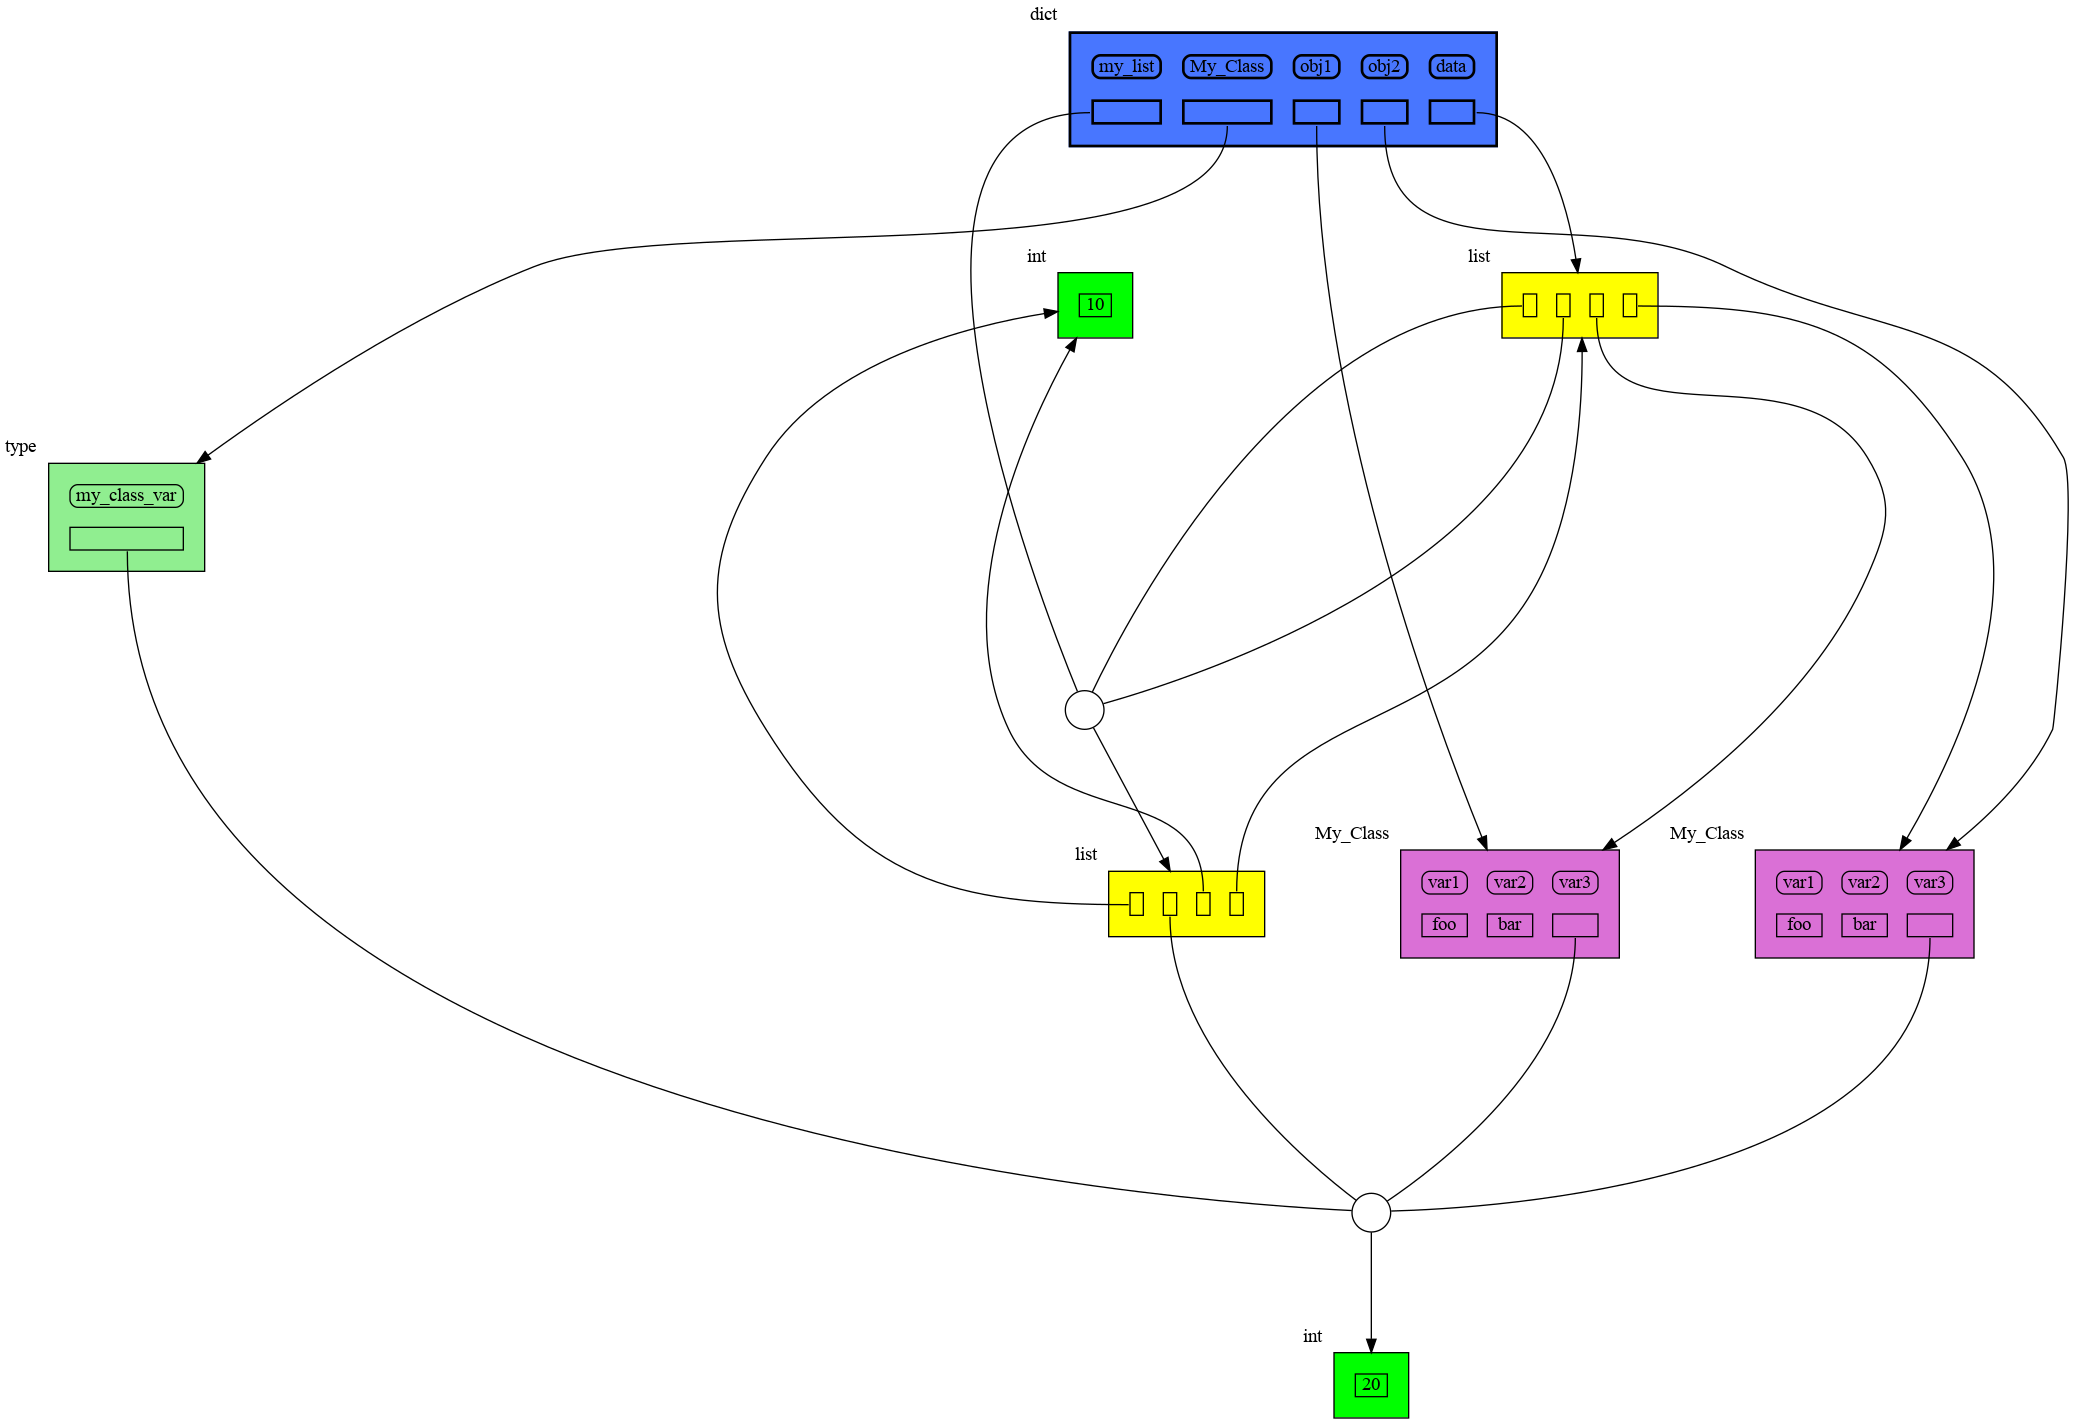 dict
my_list My_Class obj1 obj2 data
int
10
list
type
my_class_var
list
My_Class
var1 var2 var3
foo bar
My_Class
var1 var2 var3
foo bar
int
20